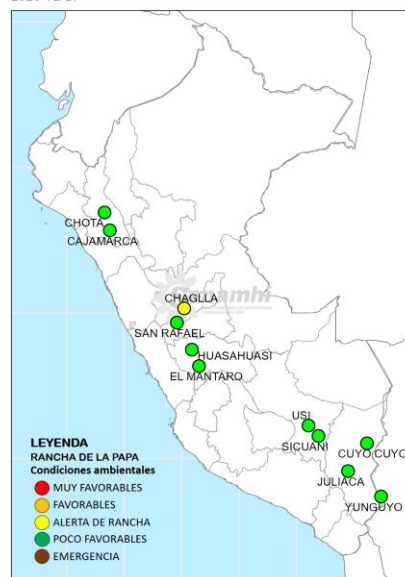 CHOTA
CAJAMARCA
CHAGLLA
SAN RAFAEL
HUASAHUASI
EL MANTARO
USI
SICUANI
CUYO CUYO
JULIACA
YUNGUYO
LEYENDA
RANCHA DE LA PAPA
Condiciones ambientales
MUY FAVORABLES
FAVORABLES
ALERTA DE RANCHA
POCO FAVORABLES
EMERGENCIA